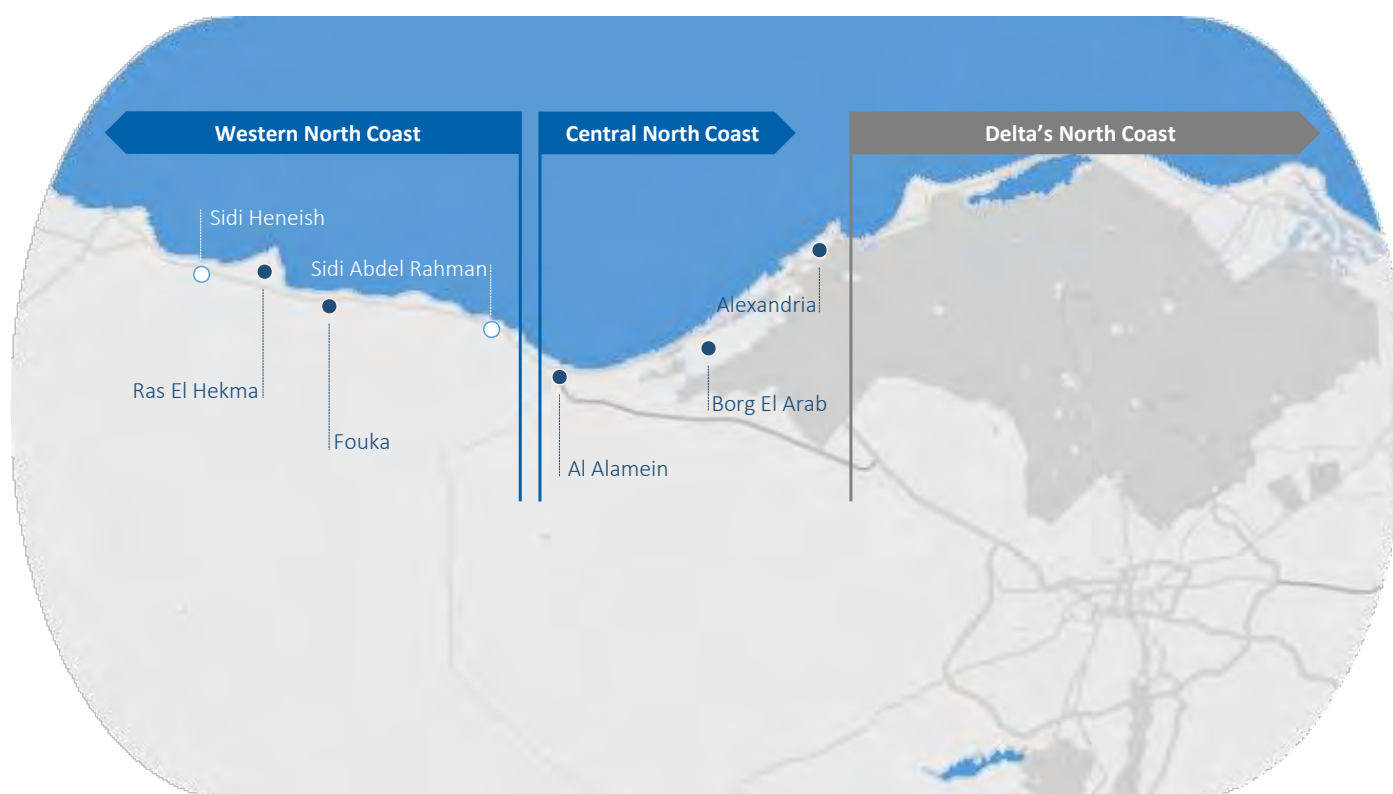 Western North Coast
Central North Coast
Delta’s North Coast
Sidi Heneish
Sidi Abdel Rahman
Alexandria
Ras El Hekma
Borg El Arab
Fouka
Al Alamein